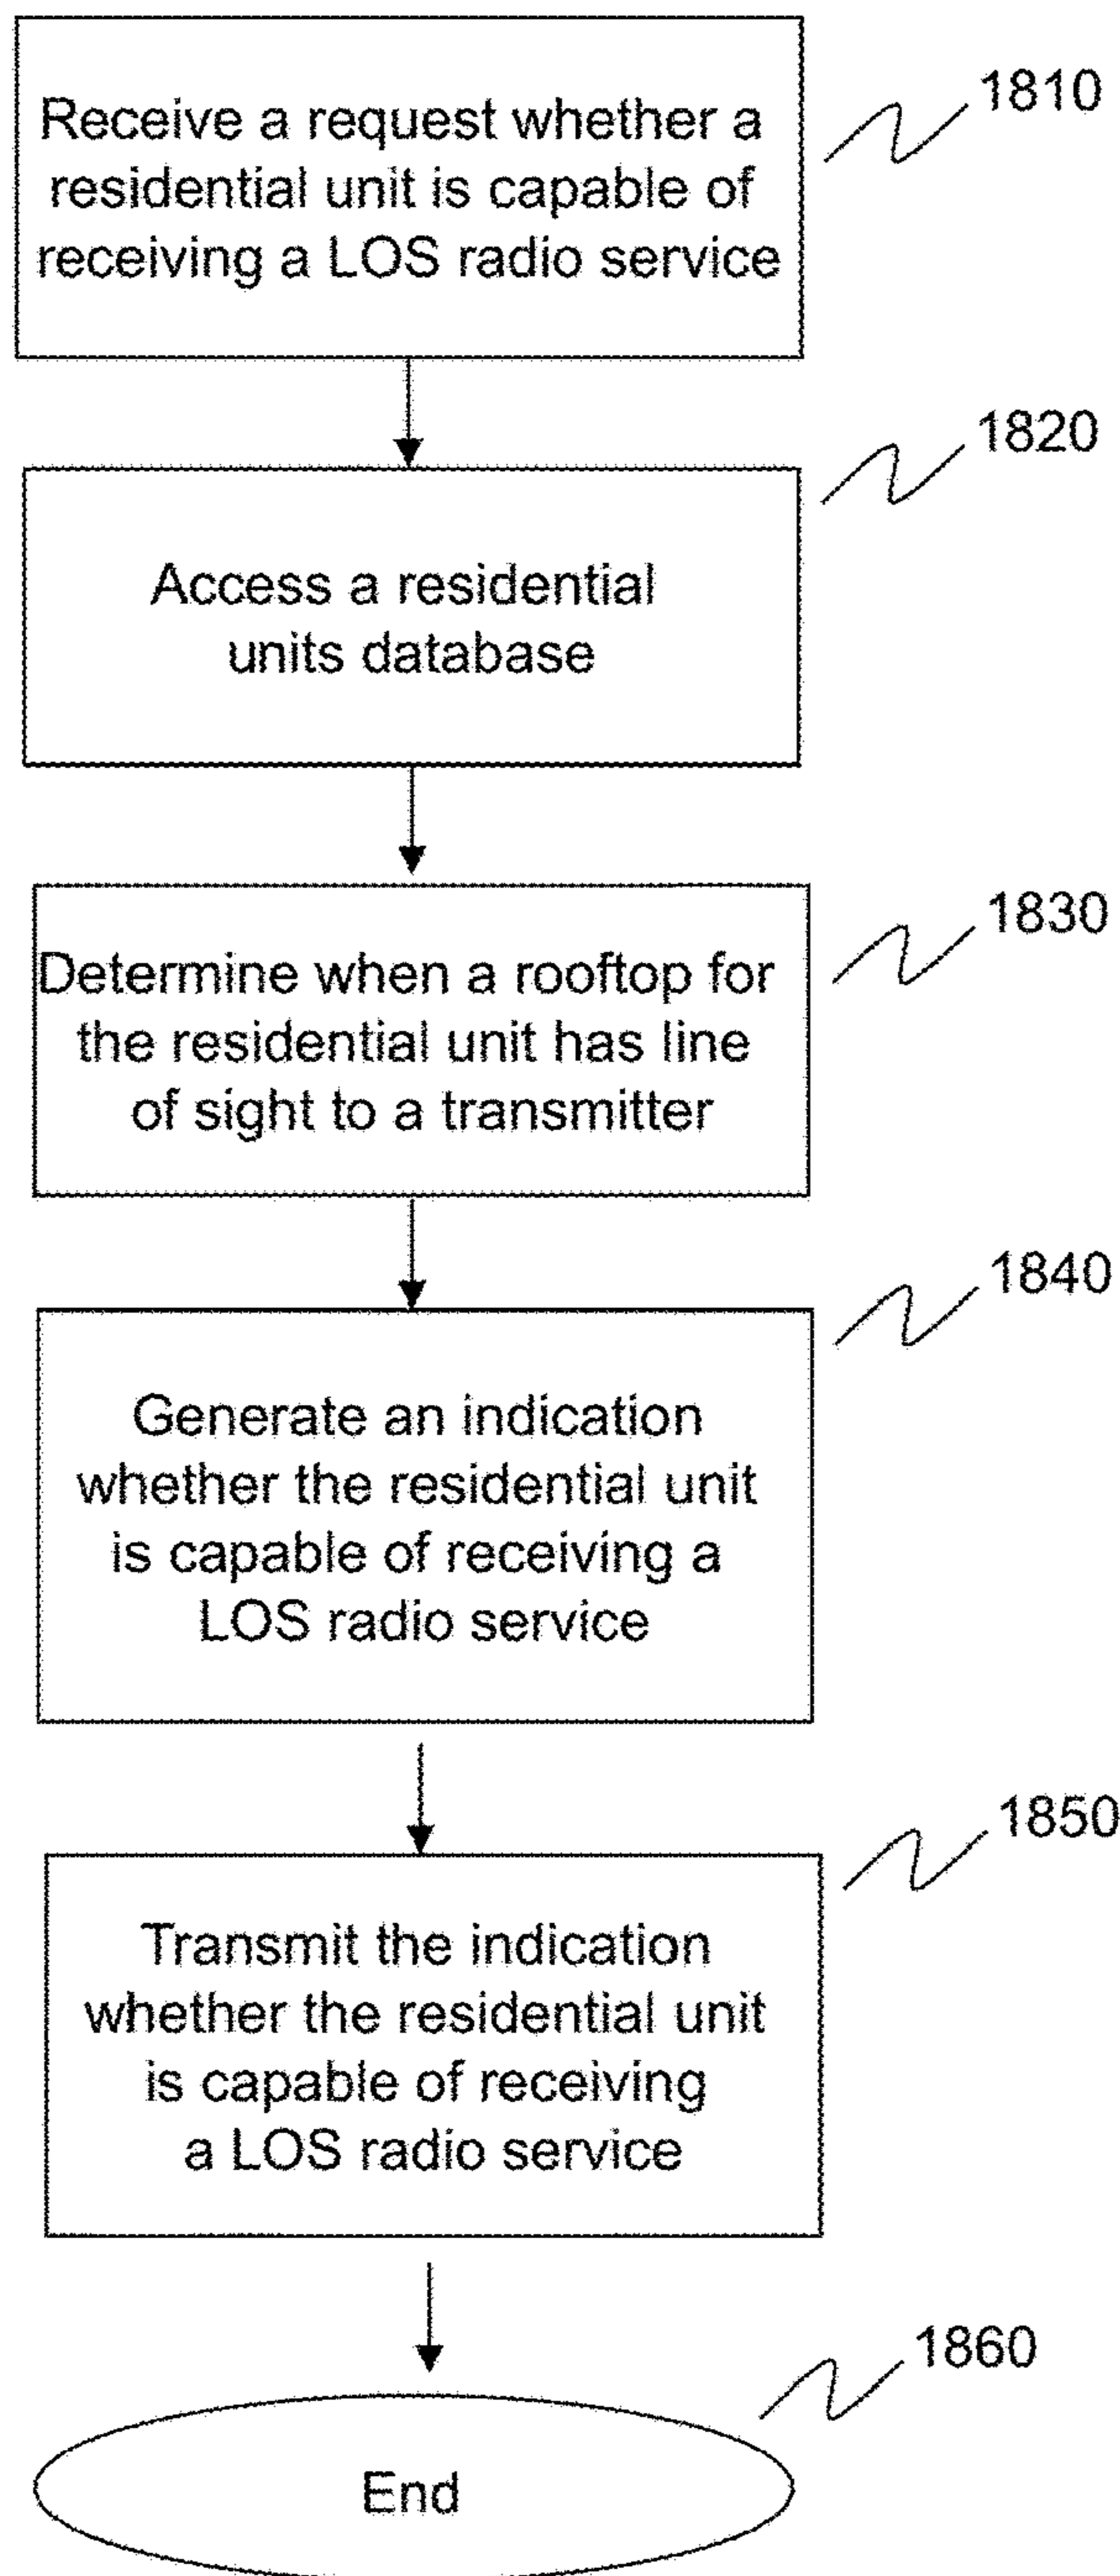 Receive a request whether a
residential unit is capable of
receiving a LOS radio service
1810
Access a residential
units database
1820
Determine when a rooftop for
the residential unit has line
of sight to a transmitter
1830
Generate an indication
whether the residential unit
is capable of receiving a
LOS radio service
1840
Transmit the indication
whether the residential unit
is capable of receiving
a LOS radio service
1850
End
1860